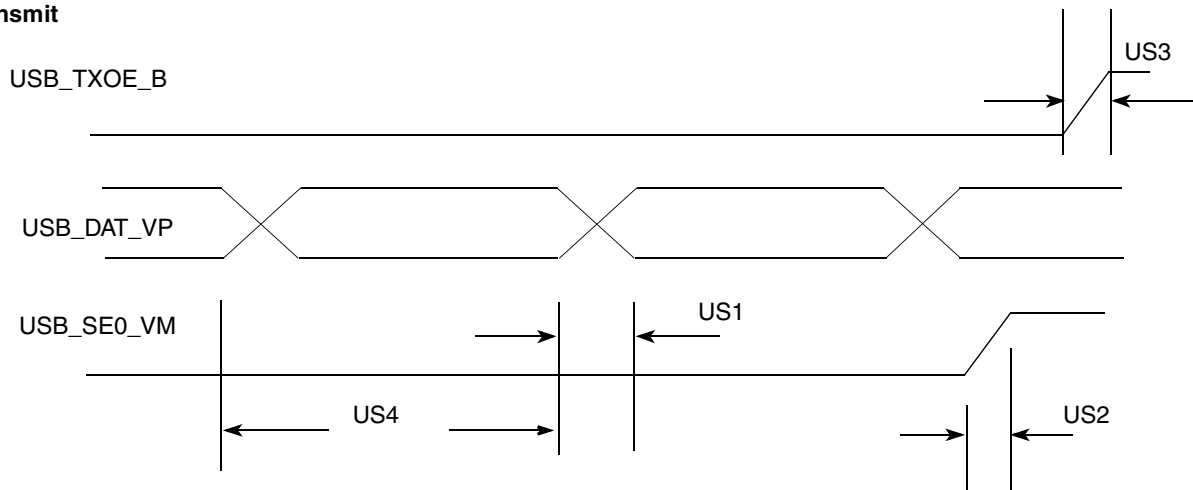 nsmit
US3
USB_TXOE_B
USB_DAT_VP
US1
USB_SE0_VM
US4
US2